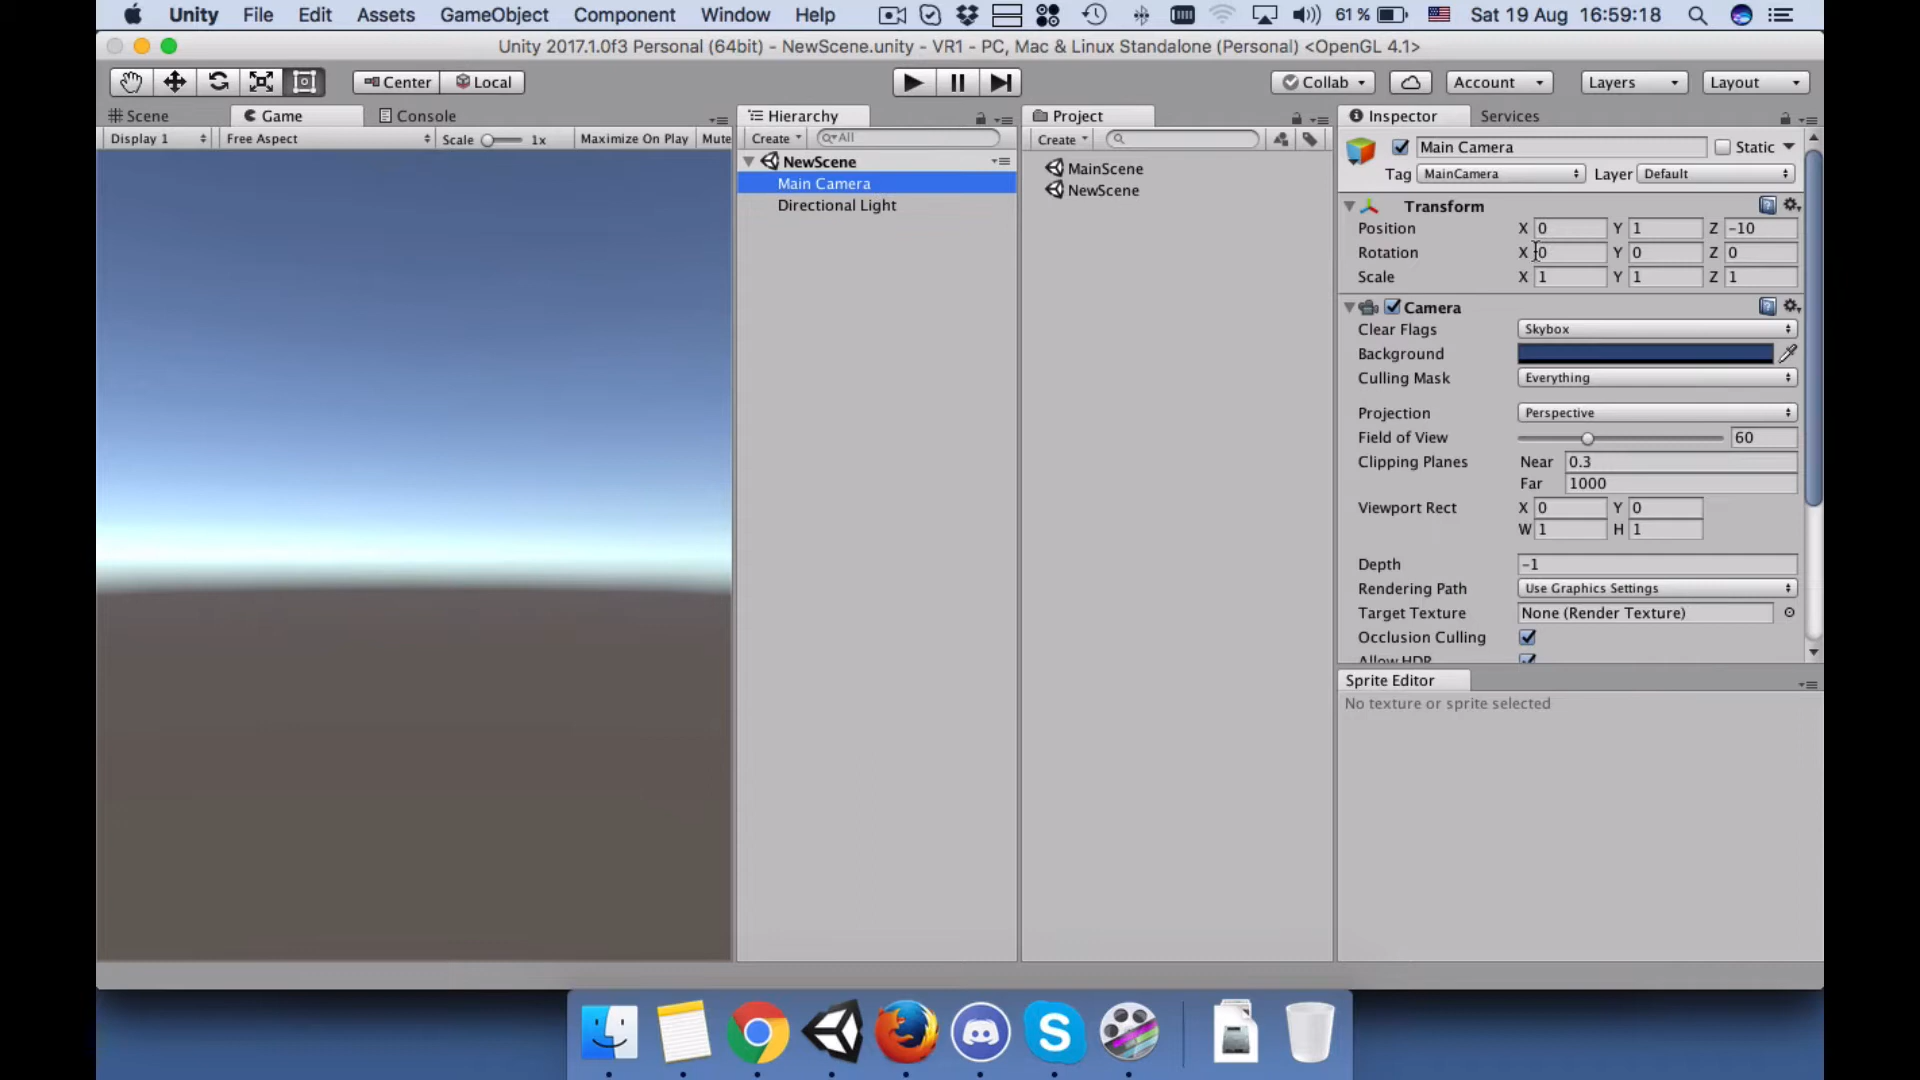 Unity File Edit Assets GameObject Component Window Help 61 % Sat 19 Aug 16:59:18
Unity 2017.1.0f3 Personal (64bit) - NewScene.unity - VR1 - PC, Mac & Linux Standalone (Personal) <OpenGL 4.1>
Center Local Collab Account Layers Layout
Scene Game Console Hierarchy Project Inspector Services
Display 1 Free Aspect Scale 1x Maximize On Play Mute Create All Create
NewScene
Main Camera
Directional Light
MainScene
NewScene
Main Camera Static
Tag MainCamera Layer Default
Transform
Position X 0 Y 1 Z -10
Rotation X 0 Y 0 Z 0
Scale X 1 Y 1 Z 1
Camera
Clear Flags Skybox
Background
Culling Mask Everything
Projection Perspective
Field of View 60
Clipping Planes Near 0.3
Far 1000
Viewport Rect X 0 Y 0
W 1 H 1
Depth -1
Rendering Path Use Graphics Settings
Target Texture None (Render Texture)
Occlusion Culling
Allow HDR
Sprite Editor
No texture or sprite selected
S